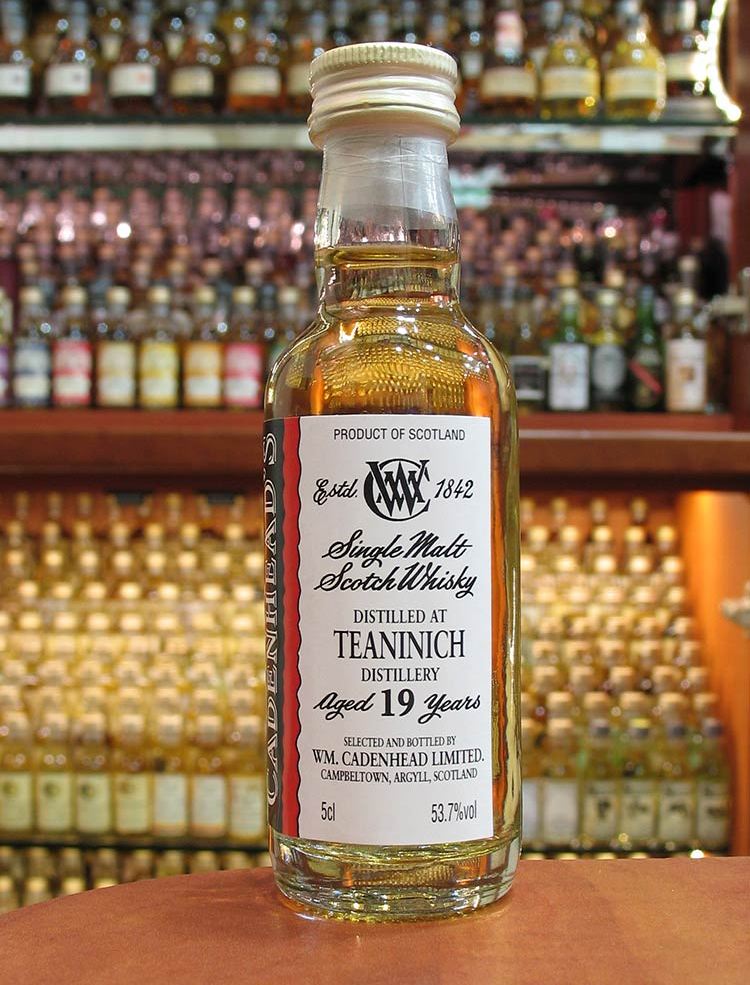 PRODUCT OF SCOTLAND
Estd. WMC 1842
Single Malt
Scotch Whisky
DISTILLED AT
TEANINICH
DISTILLERY
Aged 19 Years
SELECTED AND BOTTLED BY
WM. CADENHEAD LIMITED.
CAMPBELTOWN, ARGYLL, SCOTLAND
5cl 53.7%vol
CADENHEAD'S